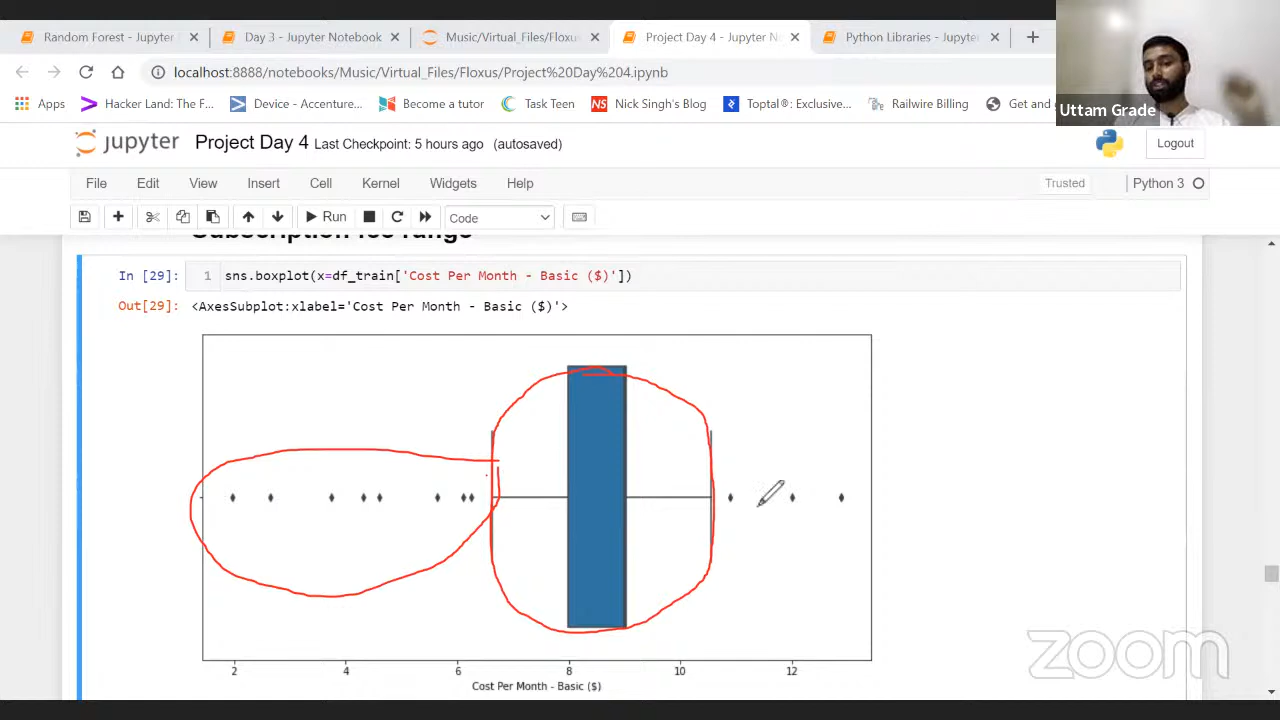 Random Forest - Jupyter
Day 3 - Jupyter Notebook
Music/Virtual_Files/Floxus
Project Day 4 - Jupyter N
Python Libraries - Jupyter
localhost:8888/notebooks/Music/Virtual_Files/Floxus/Project%20Day%204.ipynb
Apps
Hacker Land: The F...
Device - Accenture...
Become a tutor
Task Teen
NS
Nick Singh's Blog
Toptal®: Exclusive...
Railwire Billing
Get and
Uttam Grade
jupyter
Project Day 4 Last Checkpoint: 5 hours ago (autosaved)
Logout
File Edit View Insert Cell Kernel Widgets Help
Trusted
Python 3
Run
Code
Subscription fee range
In [29]:
1 sns.boxplot(x=df_train['Cost Per Month - Basic ($)'])
Out[29]: <AxesSubplot:xlabel='Cost Per Month - Basic ($)'>
2 4 6 8 10 12
Cost Per Month - Basic ($)
zoom